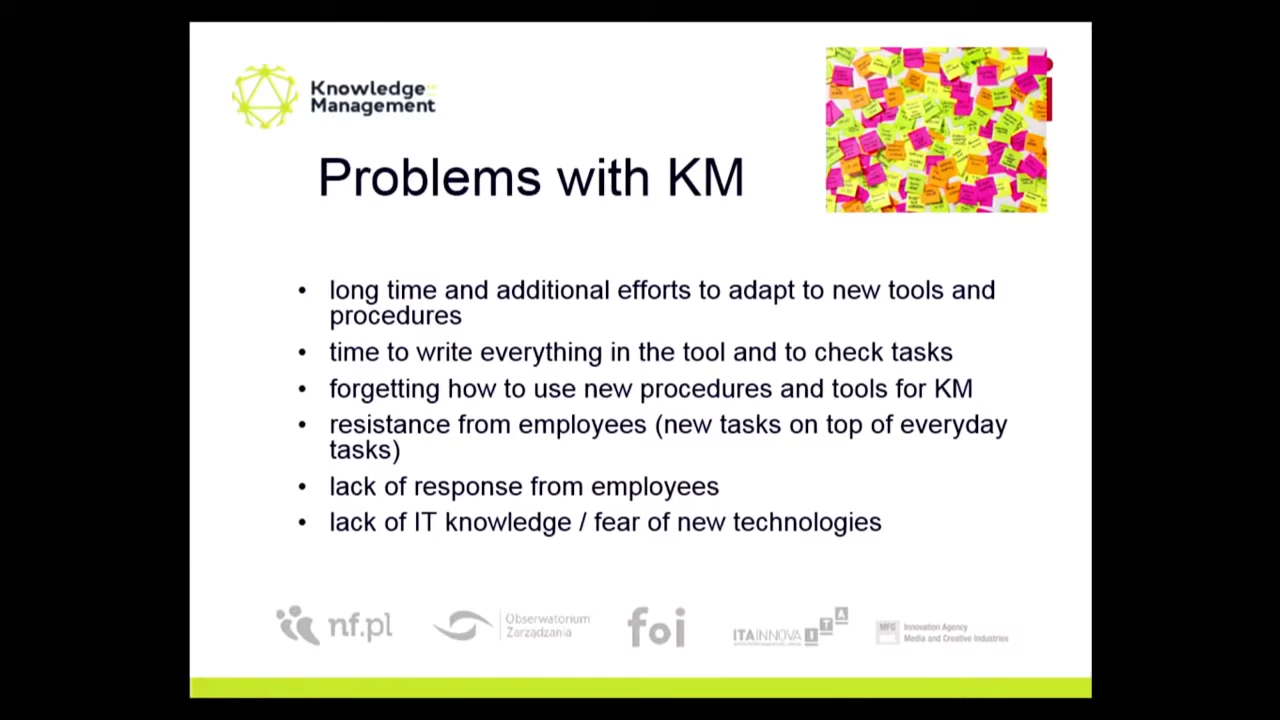 Knowledge
Management
Problems with KM
• long time and additional efforts to adapt to new tools and
procedures
• time to write everything in the tool and to check tasks
• forgetting how to use new procedures and tools for KM
• resistance from employees (new tasks on top of everyday
tasks)
• lack of response from employees
• lack of IT knowledge / fear of new technologies
nf.pl
Obserwatorium
Zarządzania
foi
ITAINNOVA
ITA
MFG
Innovation Agency
Media and Creative Industries